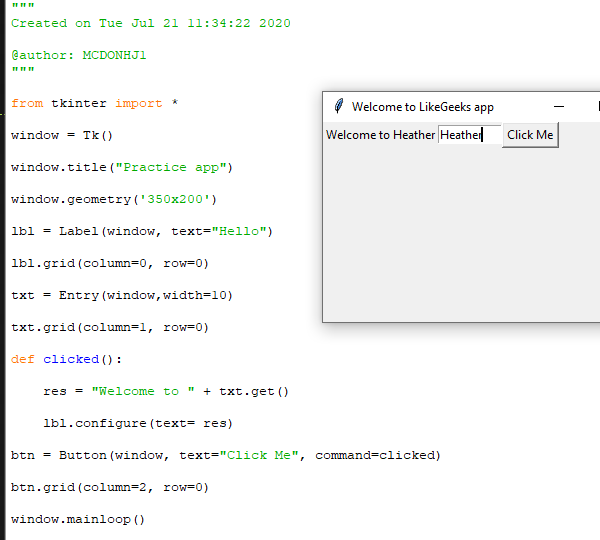 """
Created on Tue Jul 21 11:34:22 2020
@author: MCDONHJ1
"""
from tkinter import *
window = Tk()
window.title("Practice app")
window.geometry('350x200')
lbl = Label(window, text="Hello")
lbl.grid(column=0, row=0)
txt = Entry(window,width=10)
txt.grid(column=1, row=0)
def clicked():
    res = "Welcome to " + txt.get()
    lbl.configure(text= res)
btn = Button(window, text="Click Me", command=clicked)
btn.grid(column=2, row=0)
window.mainloop()
Welcome to LikeGeeks app
Welcome to Heather Heather Click Me